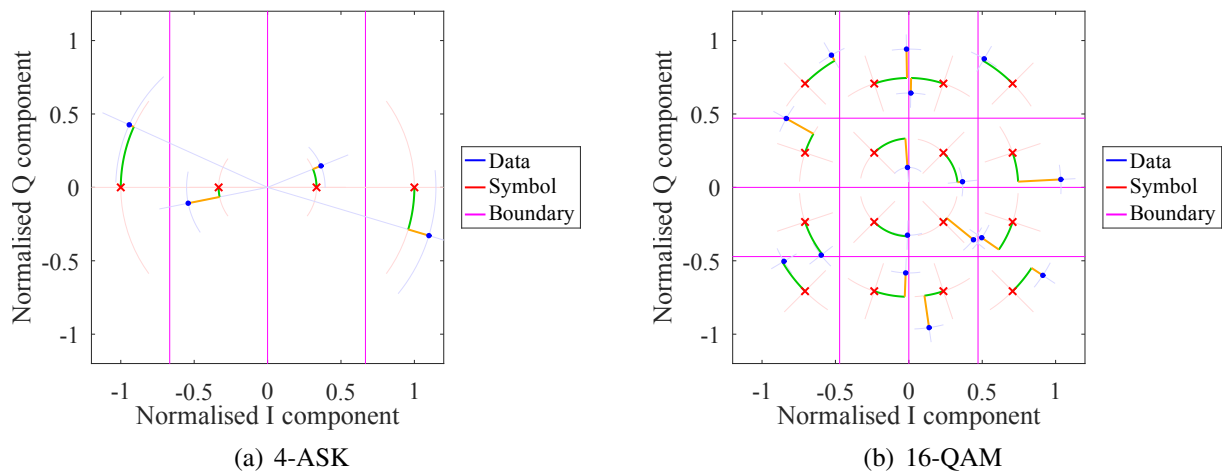 1
0.5
0
-0.5
-1
Normalised Q component
-1 -0.5 0 0.5 1
Normalised I component
Data
Symbol
Boundary
(a) 4-ASK
1
0.5
0
-0.5
-1
Normalised Q component
-1 -0.5 0 0.5 1
Normalised I component
Data
Symbol
Boundary
(b) 16-QAM